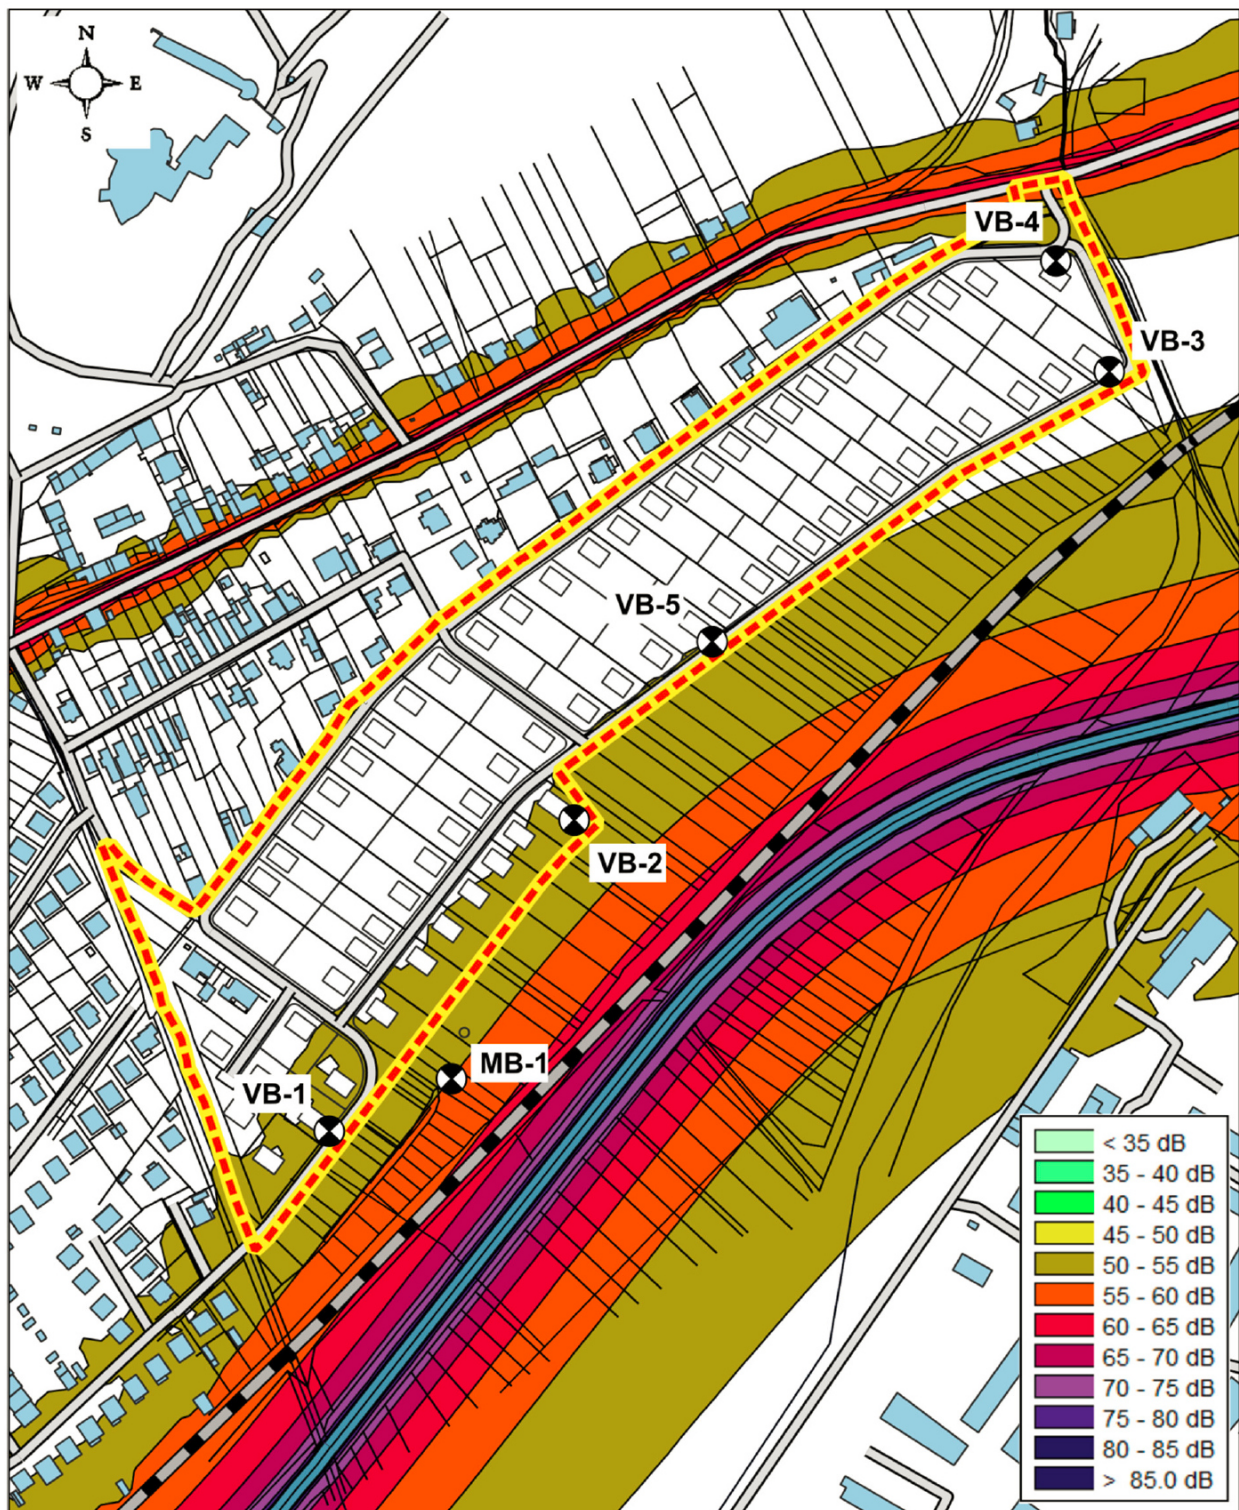 N
W E
S
VB-4
VB-3
VB-5
VB-2
MB-1
VB-1
< 35 dB
35 - 40 dB
40 - 45 dB
45 - 50 dB
50 - 55 dB
55 - 60 dB
60 - 65 dB
65 - 70 dB
70 - 75 dB
75 - 80 dB
80 - 85 dB
> 85.0 dB